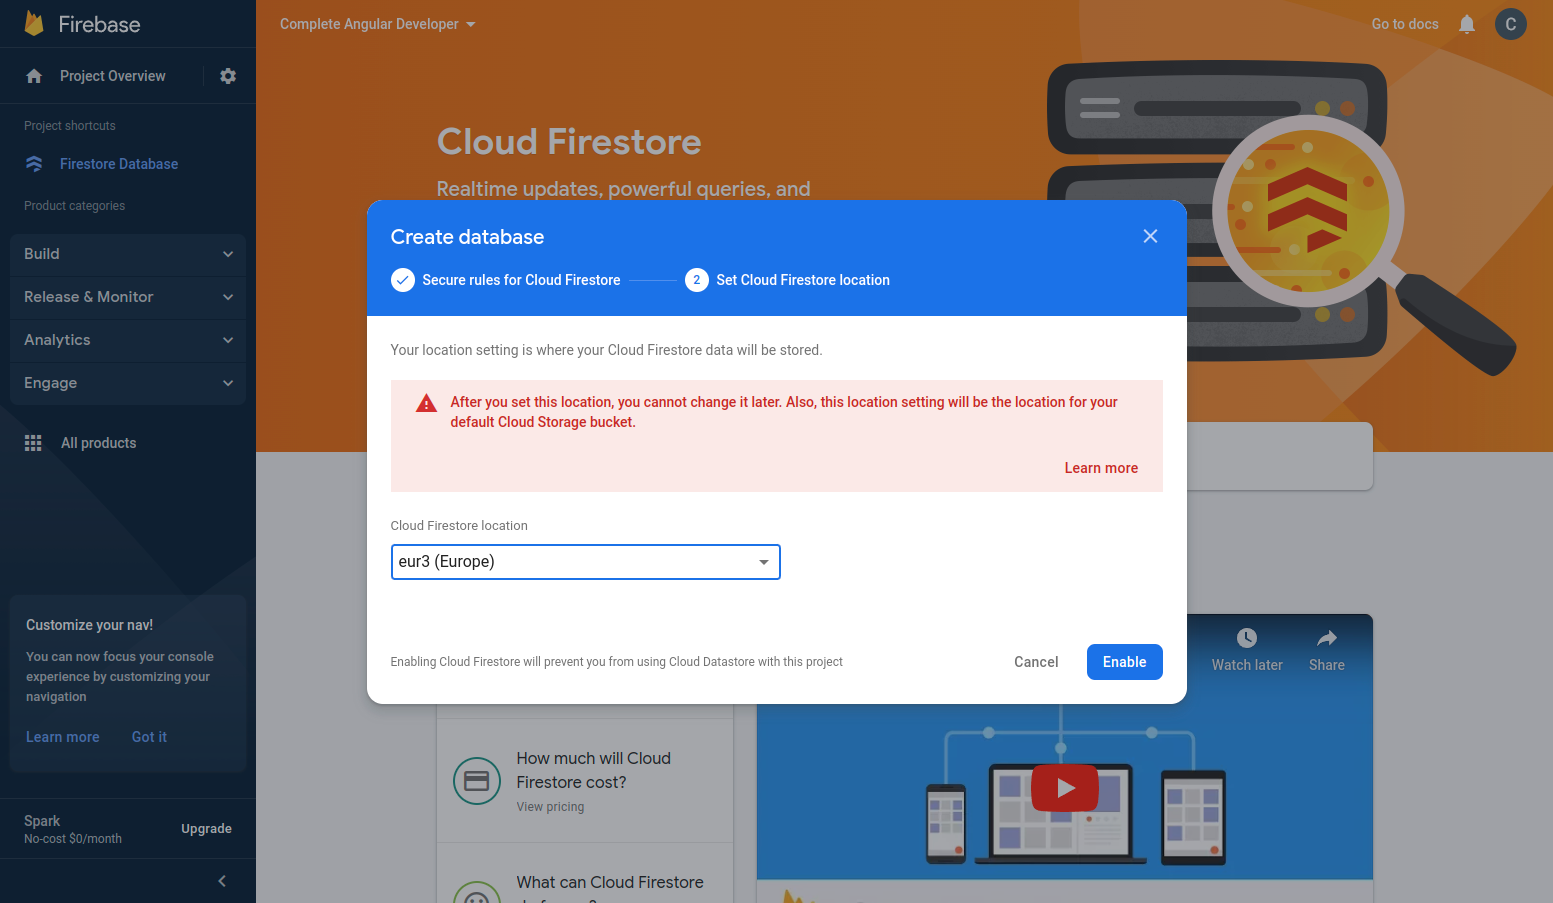 Firebase
Project Overview
Project shortcuts
Firestore Database
Product categories
Build
Release & Monitor
Analytics
Engage
All products
Customize your nav!
You can now focus your console
experience by customizing your
navigation
Learn more
Got it
Spark
No-cost $0/month
Upgrade
Complete Angular Developer
Go to docs
C
Cloud Firestore
Realtime updates, powerful queries, and
Create database
Secure rules for Cloud Firestore
2
Set Cloud Firestore location
Your location setting is where your Cloud Firestore data will be stored.
After you set this location, you cannot change it later. Also, this location setting will be the location for your
default Cloud Storage bucket.
Learn more
Cloud Firestore location
eur3 (Europe)
Enabling Cloud Firestore will prevent you from using Cloud Datastore with this project
Cancel
Enable
Watch later
Share
How much will Cloud
Firestore cost?
View pricing
What can Cloud Firestore